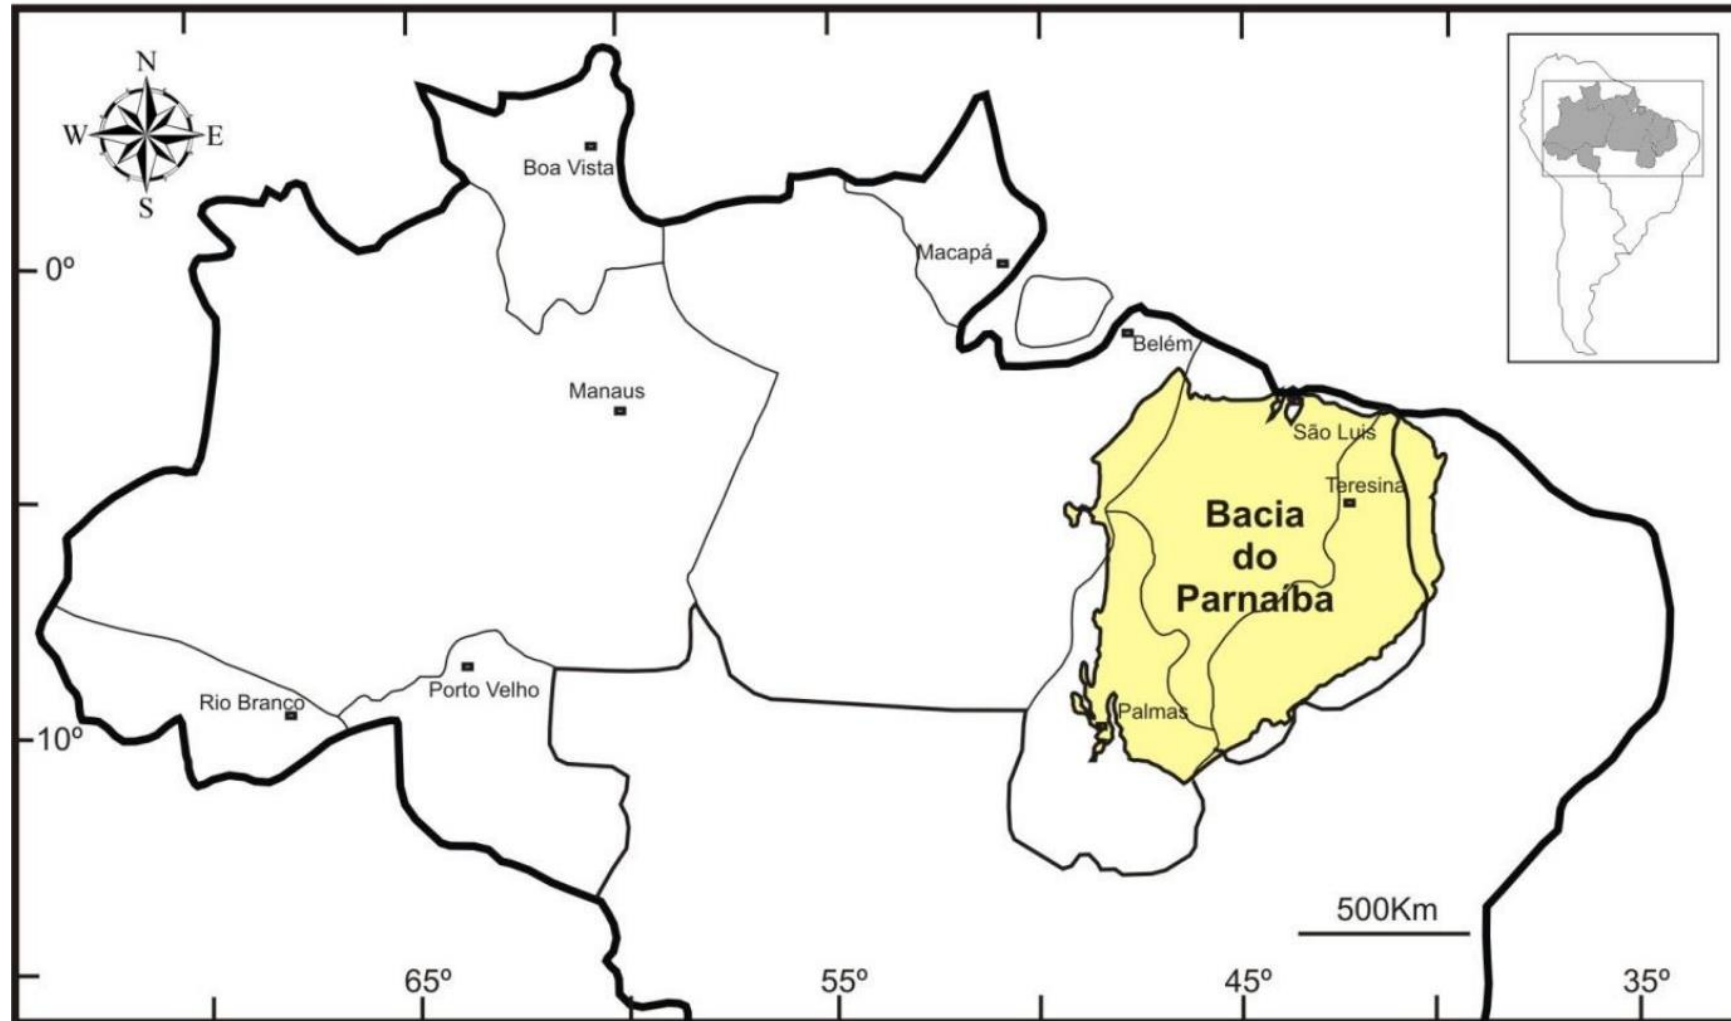 N
W
E
S
Boa Vista
Macapá
0º
Belém
Manaus
São Luis
Teresina
Bacia
do
Parnaíba
Porto Velho
Rio Branco
Palmas
10º
500Km
65º
55º
45º
35º